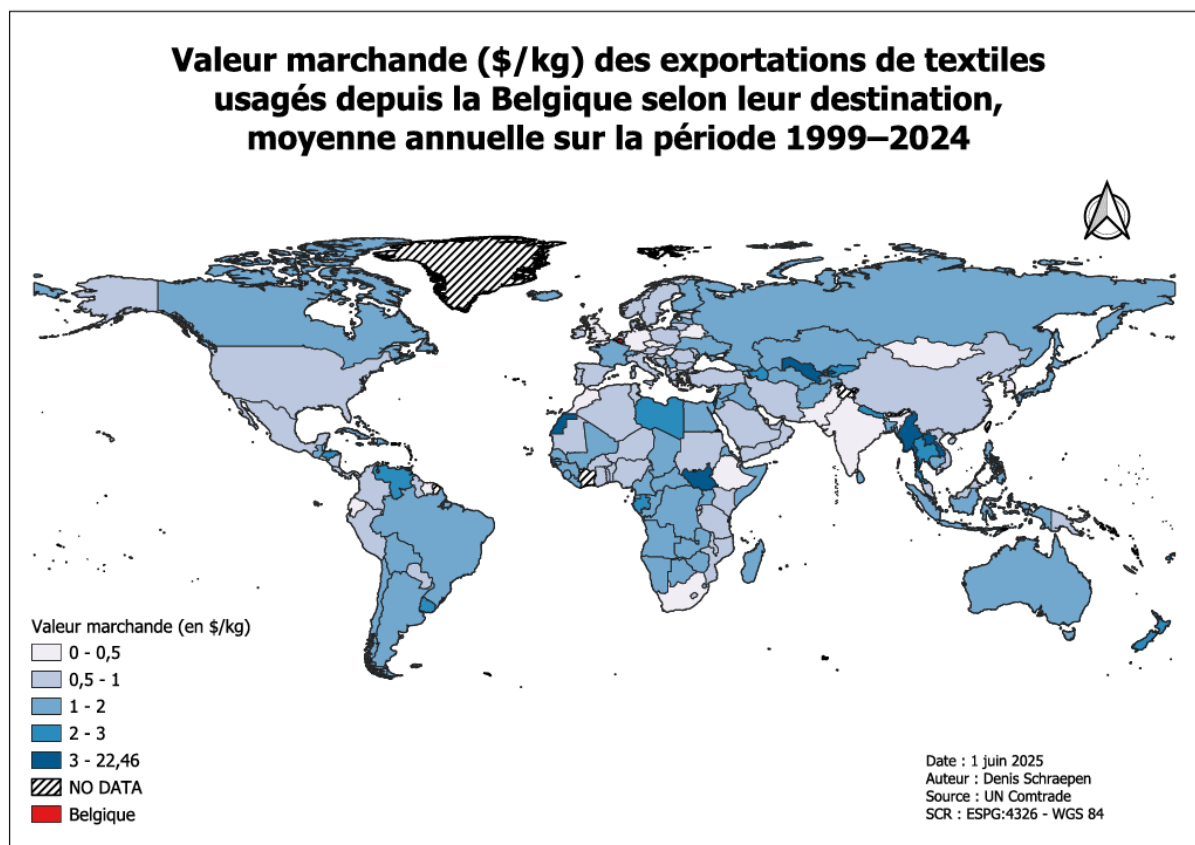 Valeur marchande ($/kg) des exportations de textiles
usagés depuis la Belgique selon leur destination,
moyenne annuelle sur la période 1999–2024
Valeur marchande (en $/kg)
0 - 0,5
0,5 - 1
1 - 2
2 - 3
3 - 22,46
NO DATA
Belgique
Date : 1 juin 2025
Auteur : Denis Schraepen
Source : UN Comtrade
SCR : ESPG:4326 - WGS 84